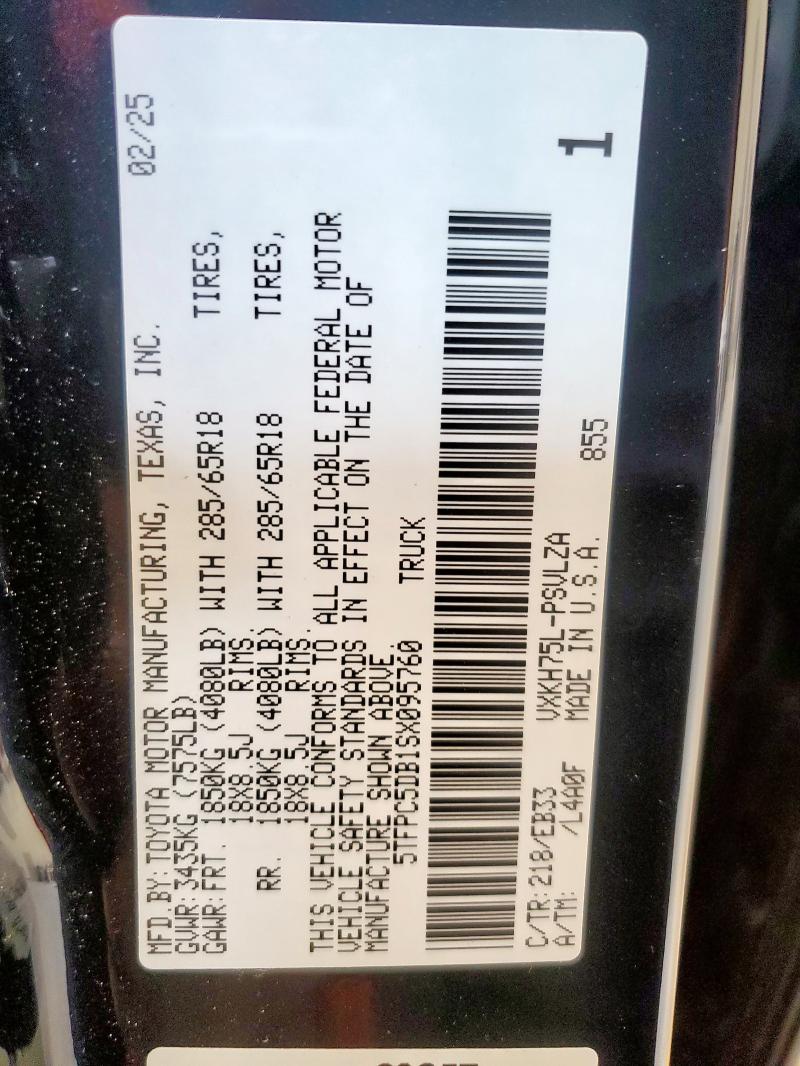 MFD.BY:TOYOTA MOTOR MANUFACTURING, TEXAS, INC. 02/25
GVWR:3435KG (7575LB)
GAWR:FRT. 1850KG (4080LB) WITH 285/65R18 TIRES,
18X8.5J RIMS.
RR. 1850KG (4080LB) WITH 285/65R18 TIRES,
18X8.5J RIMS.
THIS VEHICLE CONFORMS TO ALL APPLICABLE FEDERAL MOTOR
VEHICLE SAFETY STANDARDS IN EFFECT ON THE DATE OF
MANUFACTURE SHOWN ABOVE.
5TFPC5DB1SX095760 TRUCK
C/TR:218/EB33 VXKH75L-PSVLZA
A/TM: /L4A0F MADE IN U.S.A. 855
1